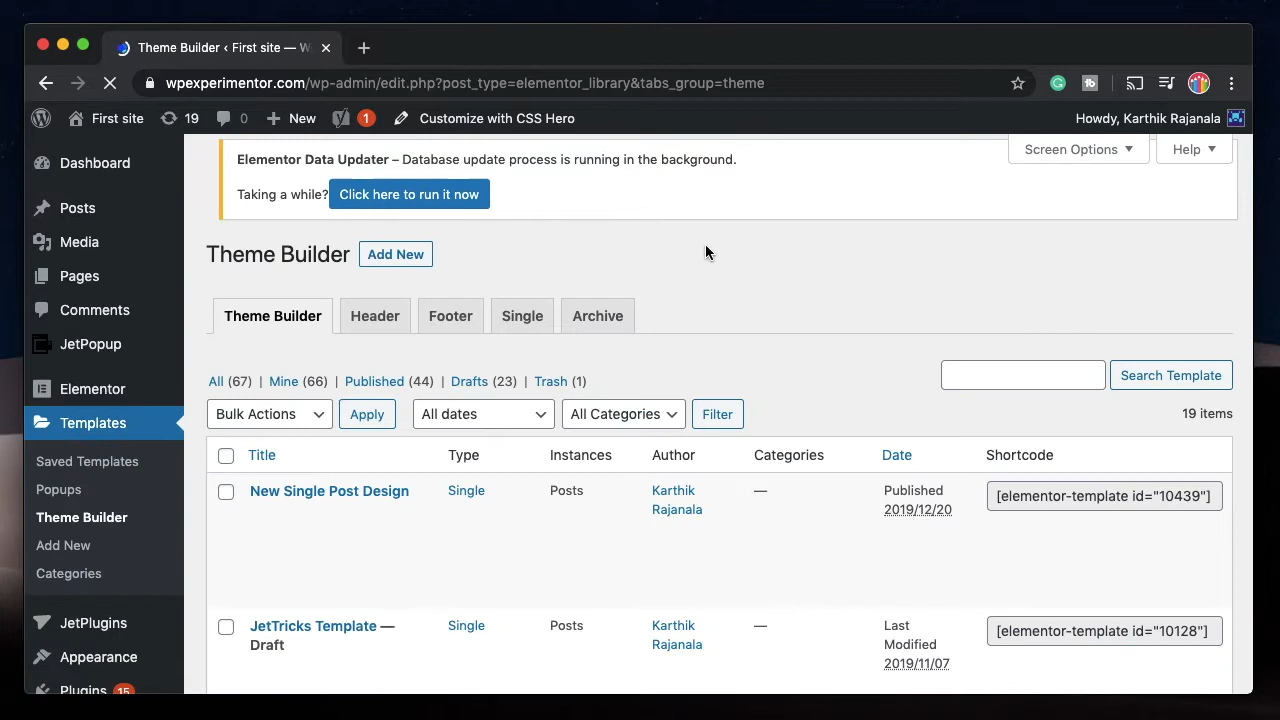 Theme Builder ‹ First site — W
wpexperimentor.com/wp-admin/edit.php?post_type=elementor_library&tabs_group=theme
First site 19 0 New 1 Customize with CSS Hero Howdy, Karthik Rajanala
Dashboard
Posts
Media
Pages
Comments
JetPopup
Elementor
Templates
Saved Templates
Popups
Theme Builder
Add New
Categories
JetPlugins
Appearance
Plugins 15
Screen Options Help
Elementor Data Updater – Database update process is running in the background.
Taking a while? Click here to run it now
Theme Builder Add New
Theme Builder Header Footer Single Archive
All (67) | Mine (66) | Published (44) | Drafts (23) | Trash (1)
Search Template
Bulk Actions Apply All dates All Categories Filter 19 items
Title Type Instances Author Categories Date Shortcode
New Single Post Design Single Posts Karthik — Published [elementor-template id="10439"]
Rajanala 2019/12/20
JetTricks Template — Single Posts Karthik — Last [elementor-template id="10128"]
Draft Rajanala Modified
2019/11/07